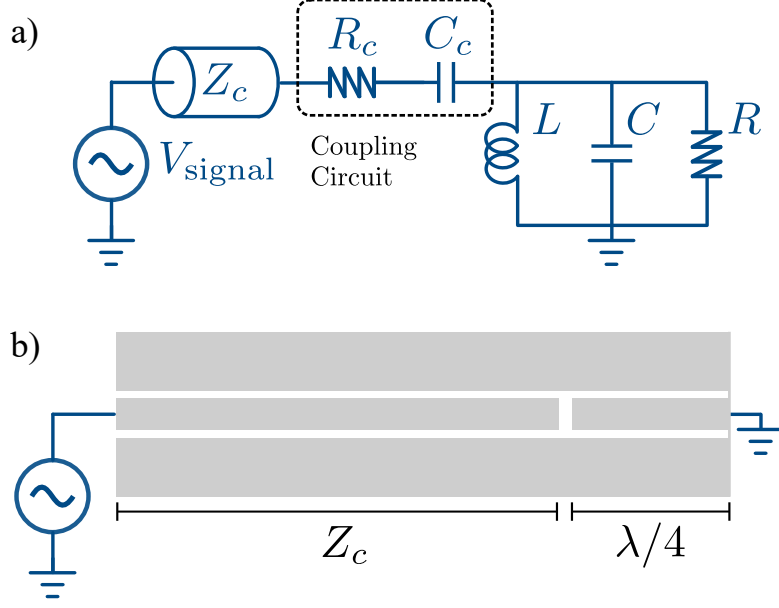 a)
Z_c
R_c
C_c
V_signal
Coupling
Circuit
L
C
R
b)
Z_c
λ/4